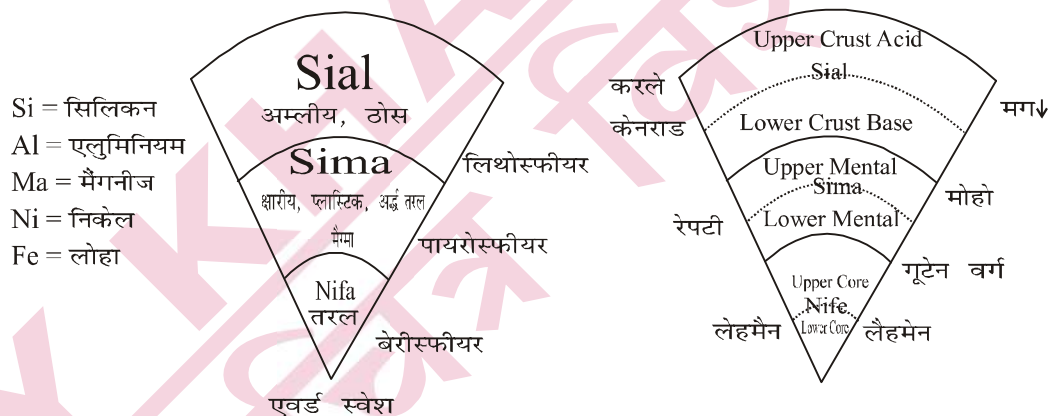 Si = सिलिकन
Al = एलुमिनियम
Ma = मैंगनीज
Ni = निकेल
Fe = लोहा
Sial
अम्लीय, ठोस
Sima
क्षारीय, प्लास्टिक, अर्द्ध तरल
मैग्मा
Nifa
तरल
लिथोस्फीयर
पायरोस्फीयर
बेरीस्फीयर
एवर्ड स्वेश
Upper Crust Acid
Sial
Lower Crust Base
Upper Mental
Sima
Lower Mental
Upper Core
Nife
Lower Core
करले
केनराड
रेपटी
लेहमैन
मग↓
मोहो
गूटेन वर्ग
लैहमेन